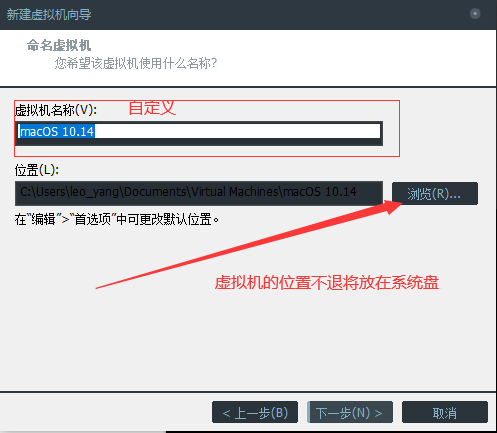 新建虚拟机向导
命名虚拟机
您希望该虚拟机使用什么名称?
虚拟机名称(V):
自定义
macOS 10.14
位置(L):
C:\Users\leo_yang\Documents\Virtual Machines\macOS 10.14
浏览(R)...
在"编辑">"首选项"中可更改默认位置。
虚拟机的位置不退将放在系统盘
< 上一步(B)
下一步(N) >
取消